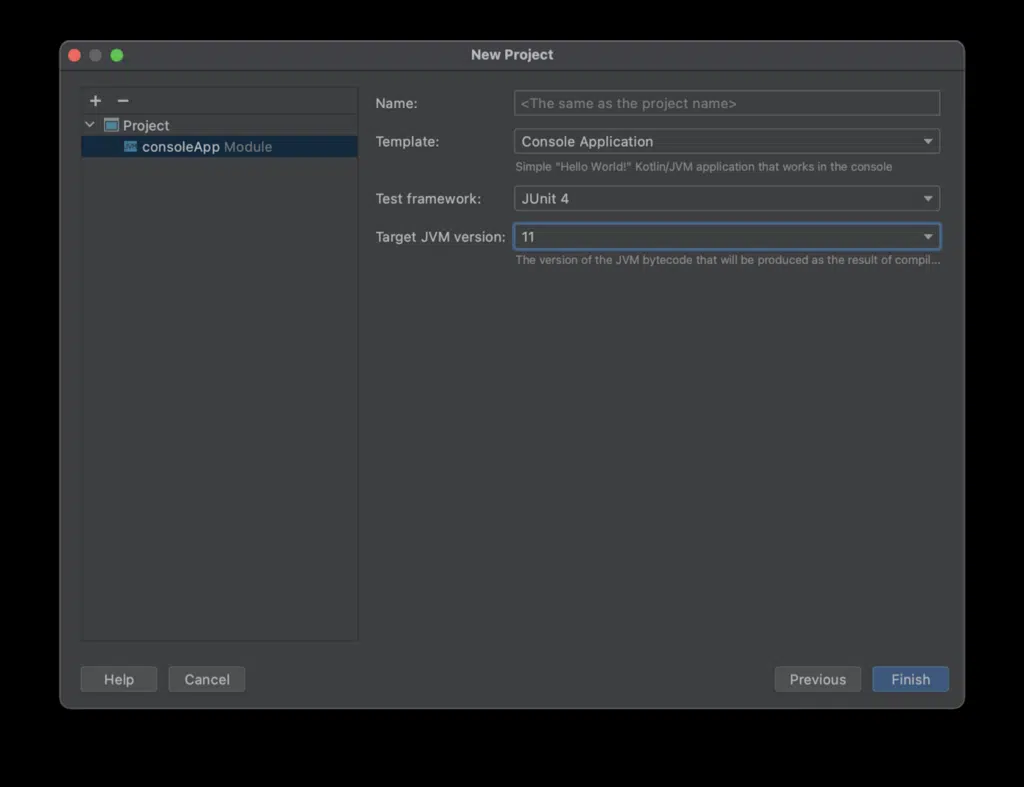 New Project
+ −
Project
consoleApp Module
Name: <The same as the project name>
Template: Console Application
Simple "Hello World!" Kotlin/JVM application that works in the console
Test framework: JUnit 4
Target JVM version: 11
The version of the JVM bytecode that will be produced as the result of compil...
Help Cancel Previous Finish